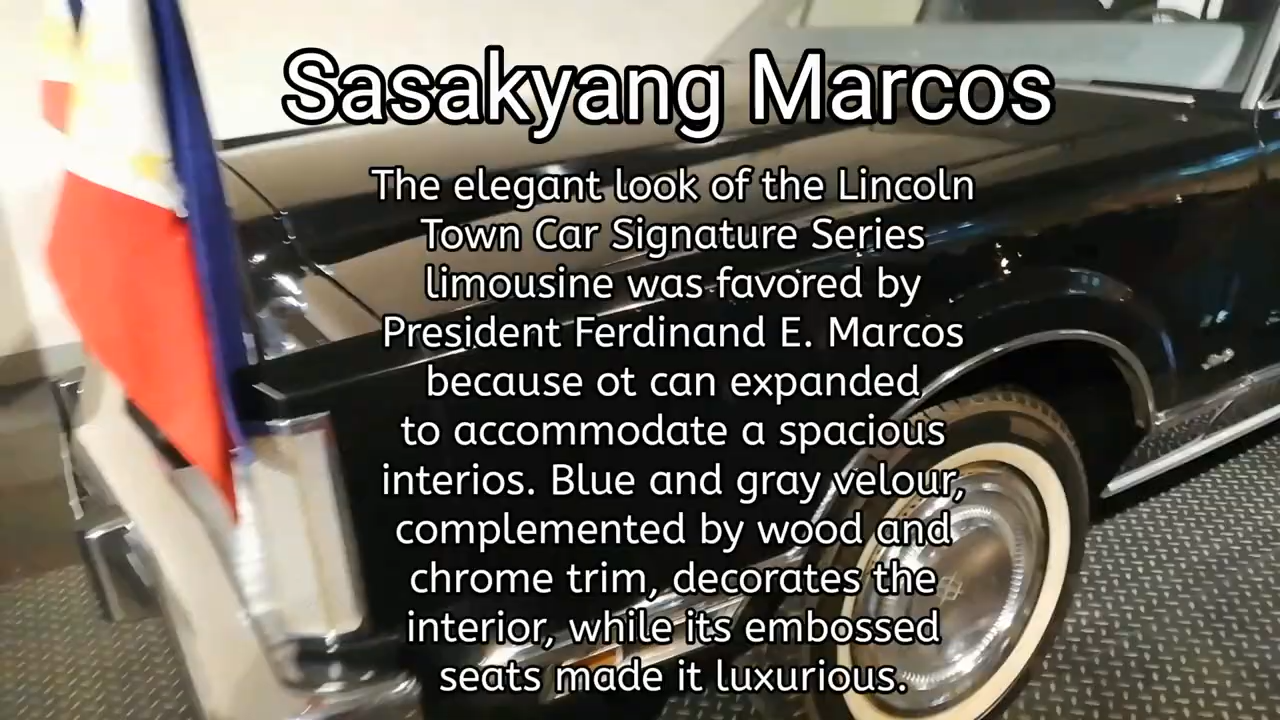 Sasakyang Marcos
The elegant look of the Lincoln
Town Car Signature Series
limousine was favored by
President Ferdinand E. Marcos
because ot can expanded
to accommodate a spacious
interios. Blue and gray velour,
complemented by wood and
chrome trim, decorates the
interior, while its embossed
seats made it luxurious.